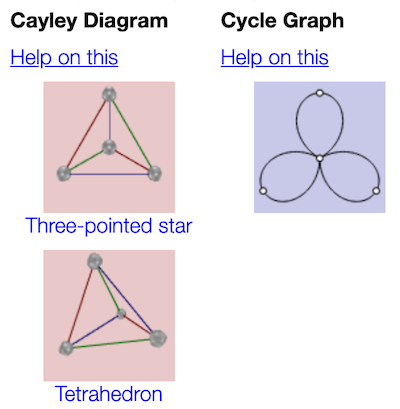 Cayley Diagram
Cycle Graph
Help on this
Help on this
Three-pointed star
Tetrahedron